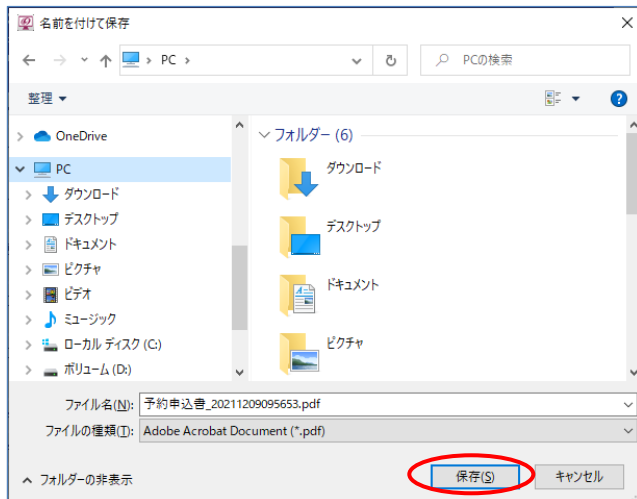 名前を付けて保存
PC
PCの検索
整理
OneDrive
PC
ダウンロード
デスクトップ
ドキュメント
ピクチャ
ビデオ
ミュージック
ローカル ディスク (C:)
ボリューム (D:)
フォルダー (6)
ダウンロード
デスクトップ
ドキュメント
ピクチャ
ファイル名(N): 予約申込書_20211209095653.pdf
ファイルの種類(T): Adobe Acrobat Document (*.pdf)
フォルダーの非表示
保存(S)
キャンセル